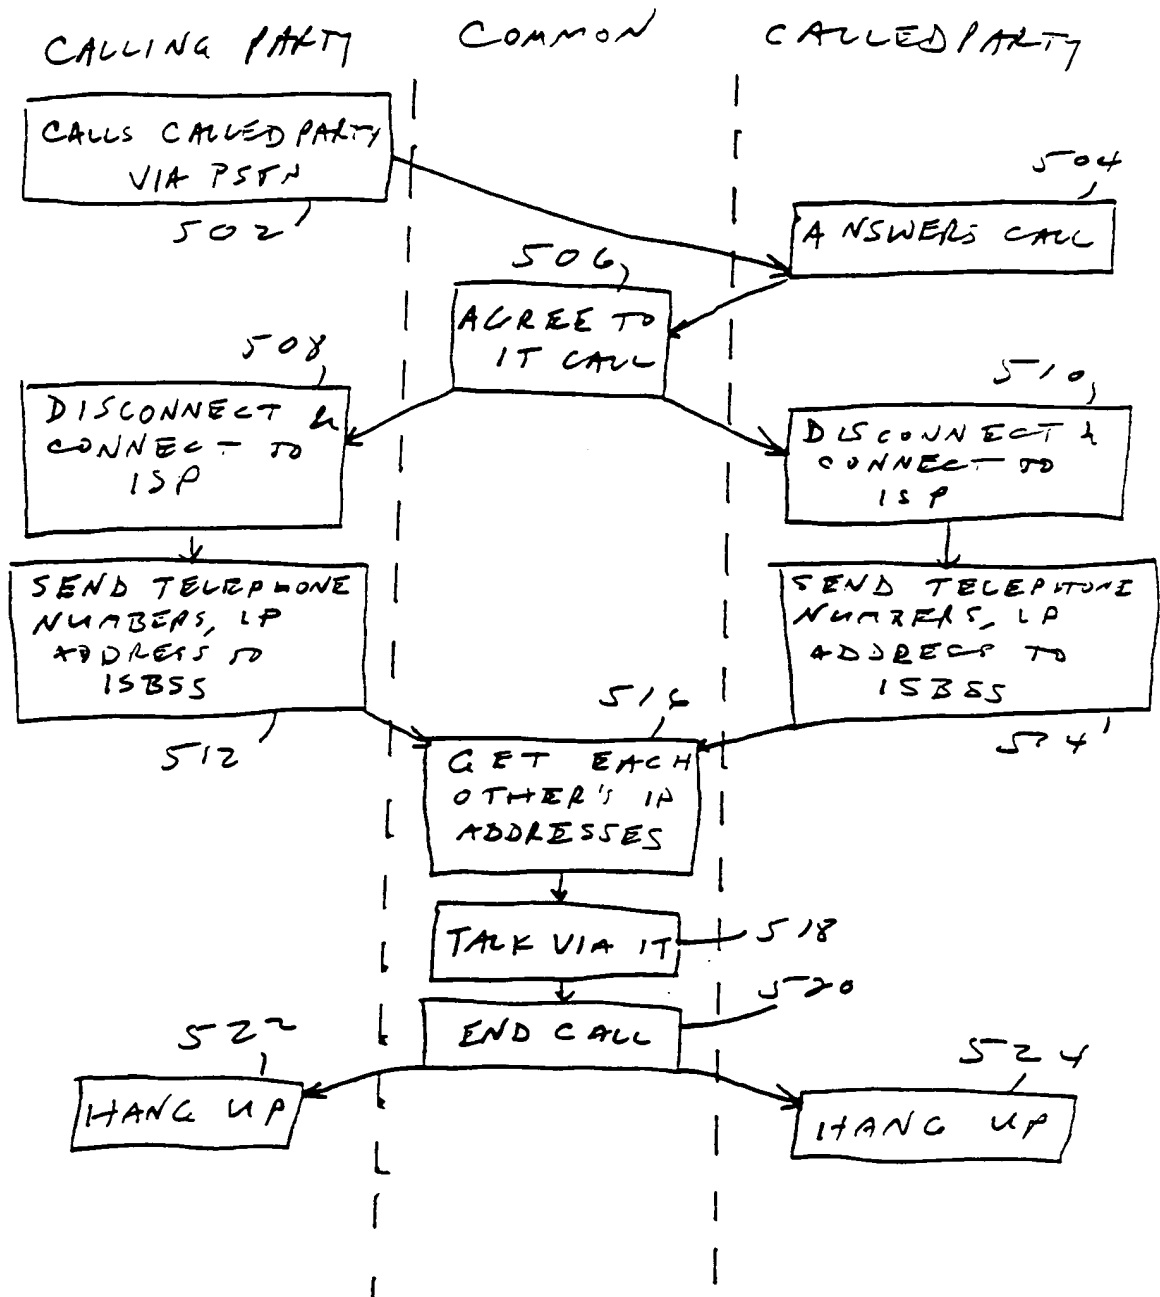 CALLING PARTY
COMMON
CALLED PARTY
CALLS CALLED PARTY
VIA PSTN
502
504
ANSWERS CALL
506
AGREE TO
IT CALL
508
DISCONNECT &
CONNECT TO
ISP
510
DISCONNECT &
CONNECT TO
ISP
SEND TELEPHONE
NUMBERS, IP
ADDRESS TO
ISBSS
512
SEND TELEPHONE
NUMBERS, IP
ADDRESS TO
ISBSS
516
GET EACH
OTHER'S IP
ADDRESSES
TALK VIA IT
518
520
END CALL
522
HANG UP
524
HANG UP